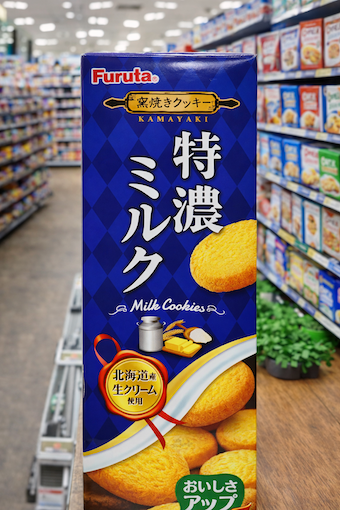 Furuta®
窯焼きクッキー
KAMAYAKI
特濃
ミルク
Milk Cookies
北海道産
生クリーム
使用
おいしさ
アップ